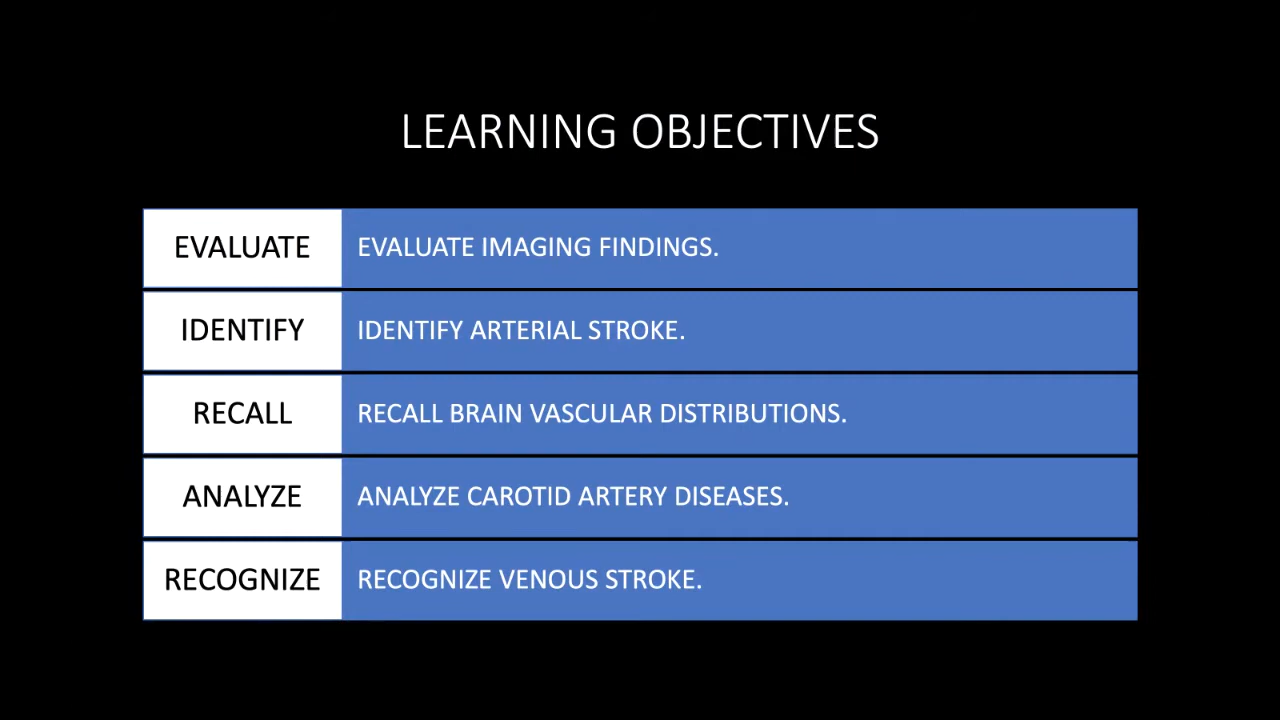 LEARNING OBJECTIVES
EVALUATE EVALUATE IMAGING FINDINGS.
IDENTIFY IDENTIFY ARTERIAL STROKE.
RECALL RECALL BRAIN VASCULAR DISTRIBUTIONS.
ANALYZE ANALYZE CAROTID ARTERY DISEASES.
RECOGNIZE RECOGNIZE VENOUS STROKE.